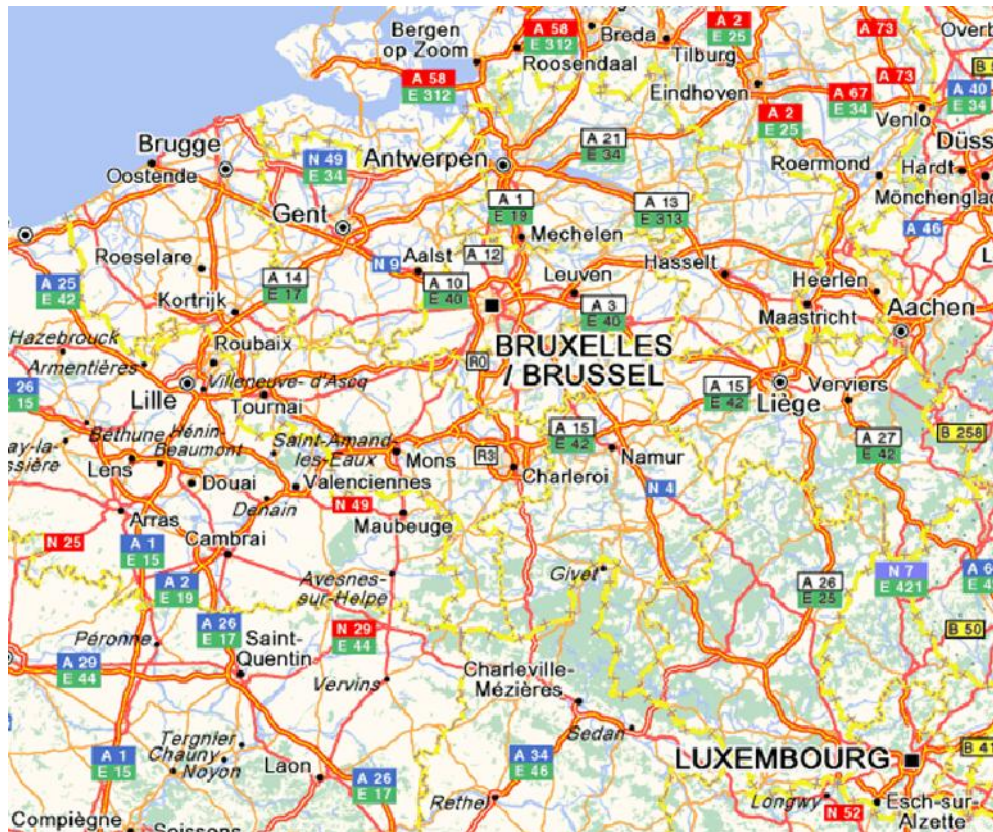 Bergen
op Zoom
A 58
E 312
Breda
Roosendaal
Tilburg
A 2
E 25
A 73
Overb
A 58
E 312
Eindhoven
A 67
E 34
A 73
A 40
E 34
Venlo
A 2
E 25
Brugge
Oostende
N 49
E 34
Antwerpen
A 21
E 34
Roermond
Hardt
Düss
Mönchenglad
Gent
A 1
E 19
A 13
E 313
A 46
Mechelen
Roeselare
N 9
Aalst
A 12
Leuven
Hasselt
Heerlen
A 25
E 42
A 14
E 17
A 10
E 40
A 3
E 40
Maastricht
Aachen
Kortrijk
Hazebrouck
Armentières
Roubaix
BRUXELLES
/ BRUSSEL
R0
Villeneuve- d'Ascq
Lille
Tournai
A 15
E 42
Liège
Verviers
26
15
Béthune
Hénin-
Beaumont
Saint-Amand-
les-Eaux
A 15
E 42
A 27
E 42
B 258
ay-la-
ssière
Lens
Mons
R3
Charleroi
Namur
Douai
Valenciennes
N 4
Denain
N 49
Maubeuge
Arras
N 25
A 1
E 15
Cambrai
A 2
E 19
Avesnes-
sur-Helpe
Givet
A 26
E 25
N 7
E 421
A 26
E 17
N 29
E 44
B 50
Péronne
Saint-
Quentin
A 29
E 44
Vervins
Charleville-
Mézières
Tergnier
Chauny
Noyon
Sedan
A 1
E 15
Laon
A 26
E 17
A 34
E 46
LUXEMBOURG
B 41
Rethel
Longwy
N 52
Esch-sur-
Alzette
Compiègne
Soissons